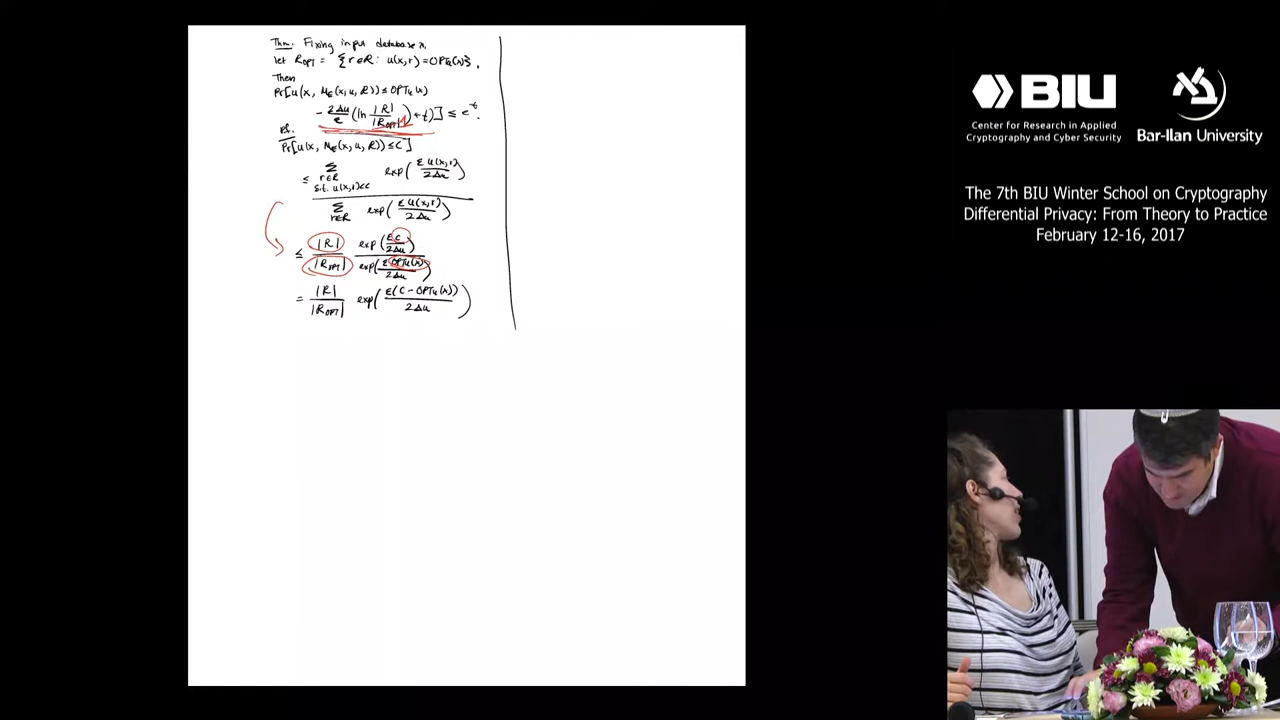 Thm. Fixing input database x,
let R_OPT = {r∈R: u(x,r)=OPT_u(x)}.
Then
Pr[u(x, M_E(x,u,R)) ≤ OPT_u(x)
- 2Δu/ε (ln |R|/|R_OPT| + t)] ≤ e^-t.
Pf.
Pr[u(x, M_E(x,u,R)) ≤ C]
≤ Σ r∈R s.t. u(x,r)<c exp(ε u(x,r)/2Δu)
Σ r∈R exp(ε u(x,r)/2Δu)
≤ |R|/|R_OPT| exp(εC/2Δu)/exp(ε OPT_u(x)/2Δu)
= |R|/|R_OPT| exp(ε(C-OPT_u(x))/2Δu)
BIU
Center for Research in Applied
Cryptography and Cyber Security
Bar-Ilan University
The 7th BIU Winter School on Cryptography
Differential Privacy: From Theory to Practice
February 12-16, 2017